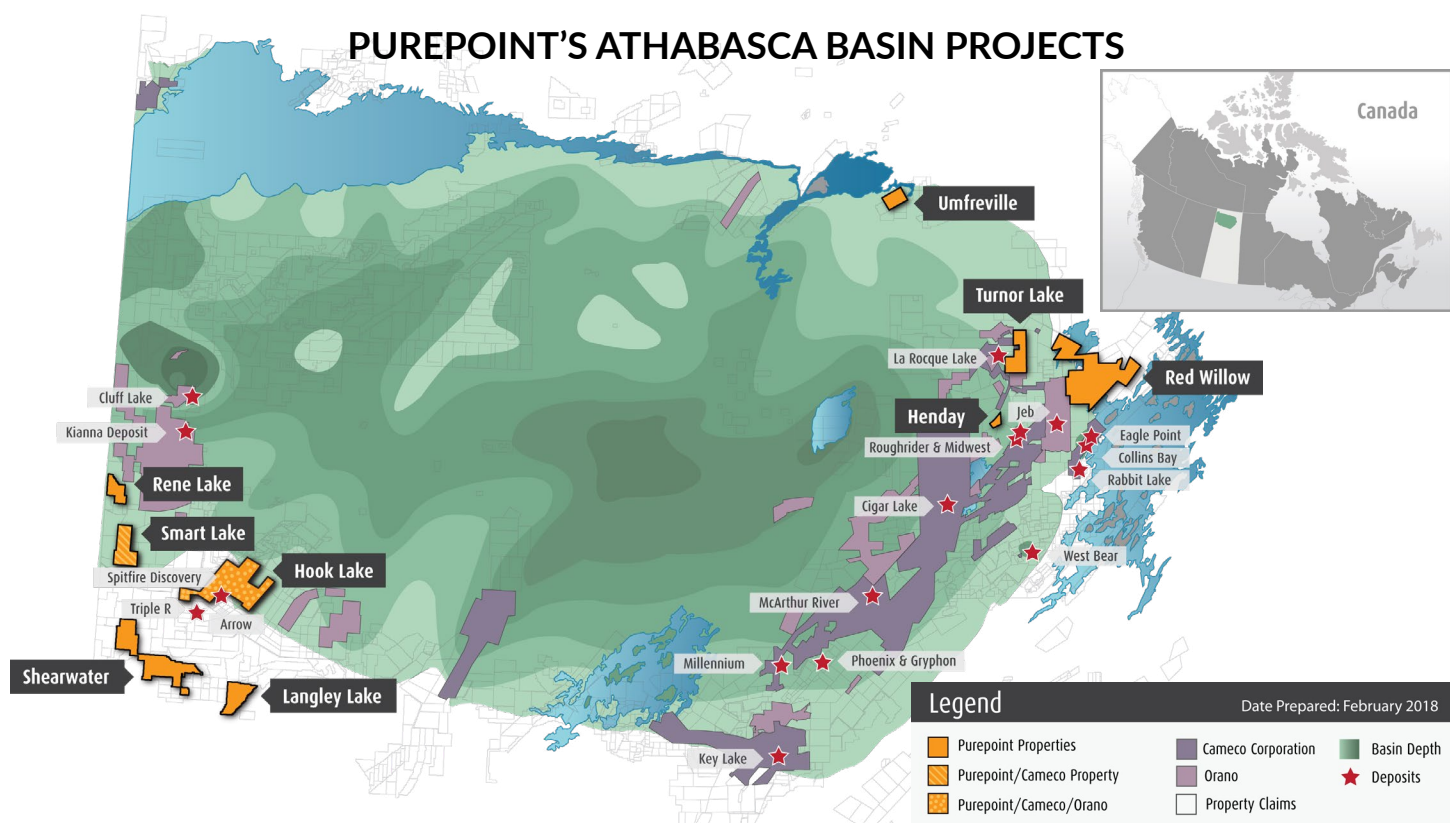 PUREPOINT'S ATHABASCA BASIN PROJECTS
Canada
Umfreville
Turnor Lake
La Rocque Lake
Red Willow
Cluff Lake
Henday
Jeb
Kianna Deposit
Eagle Point
Roughrider & Midwest
Collins Bay
Rene Lake
Rabbit Lake
Cigar Lake
Smart Lake
West Bear
Hook Lake
Spitfire Discovery
McArthur River
Triple R
Arrow
Millennium
Phoenix & Gryphon
Shearwater
Langley Lake
Key Lake
Legend
Date Prepared: February 2018
Purepoint Properties
Purepoint/Cameco Property
Purepoint/Cameco/Orano
Cameco Corporation
Orano
Property Claims
Basin Depth
Deposits